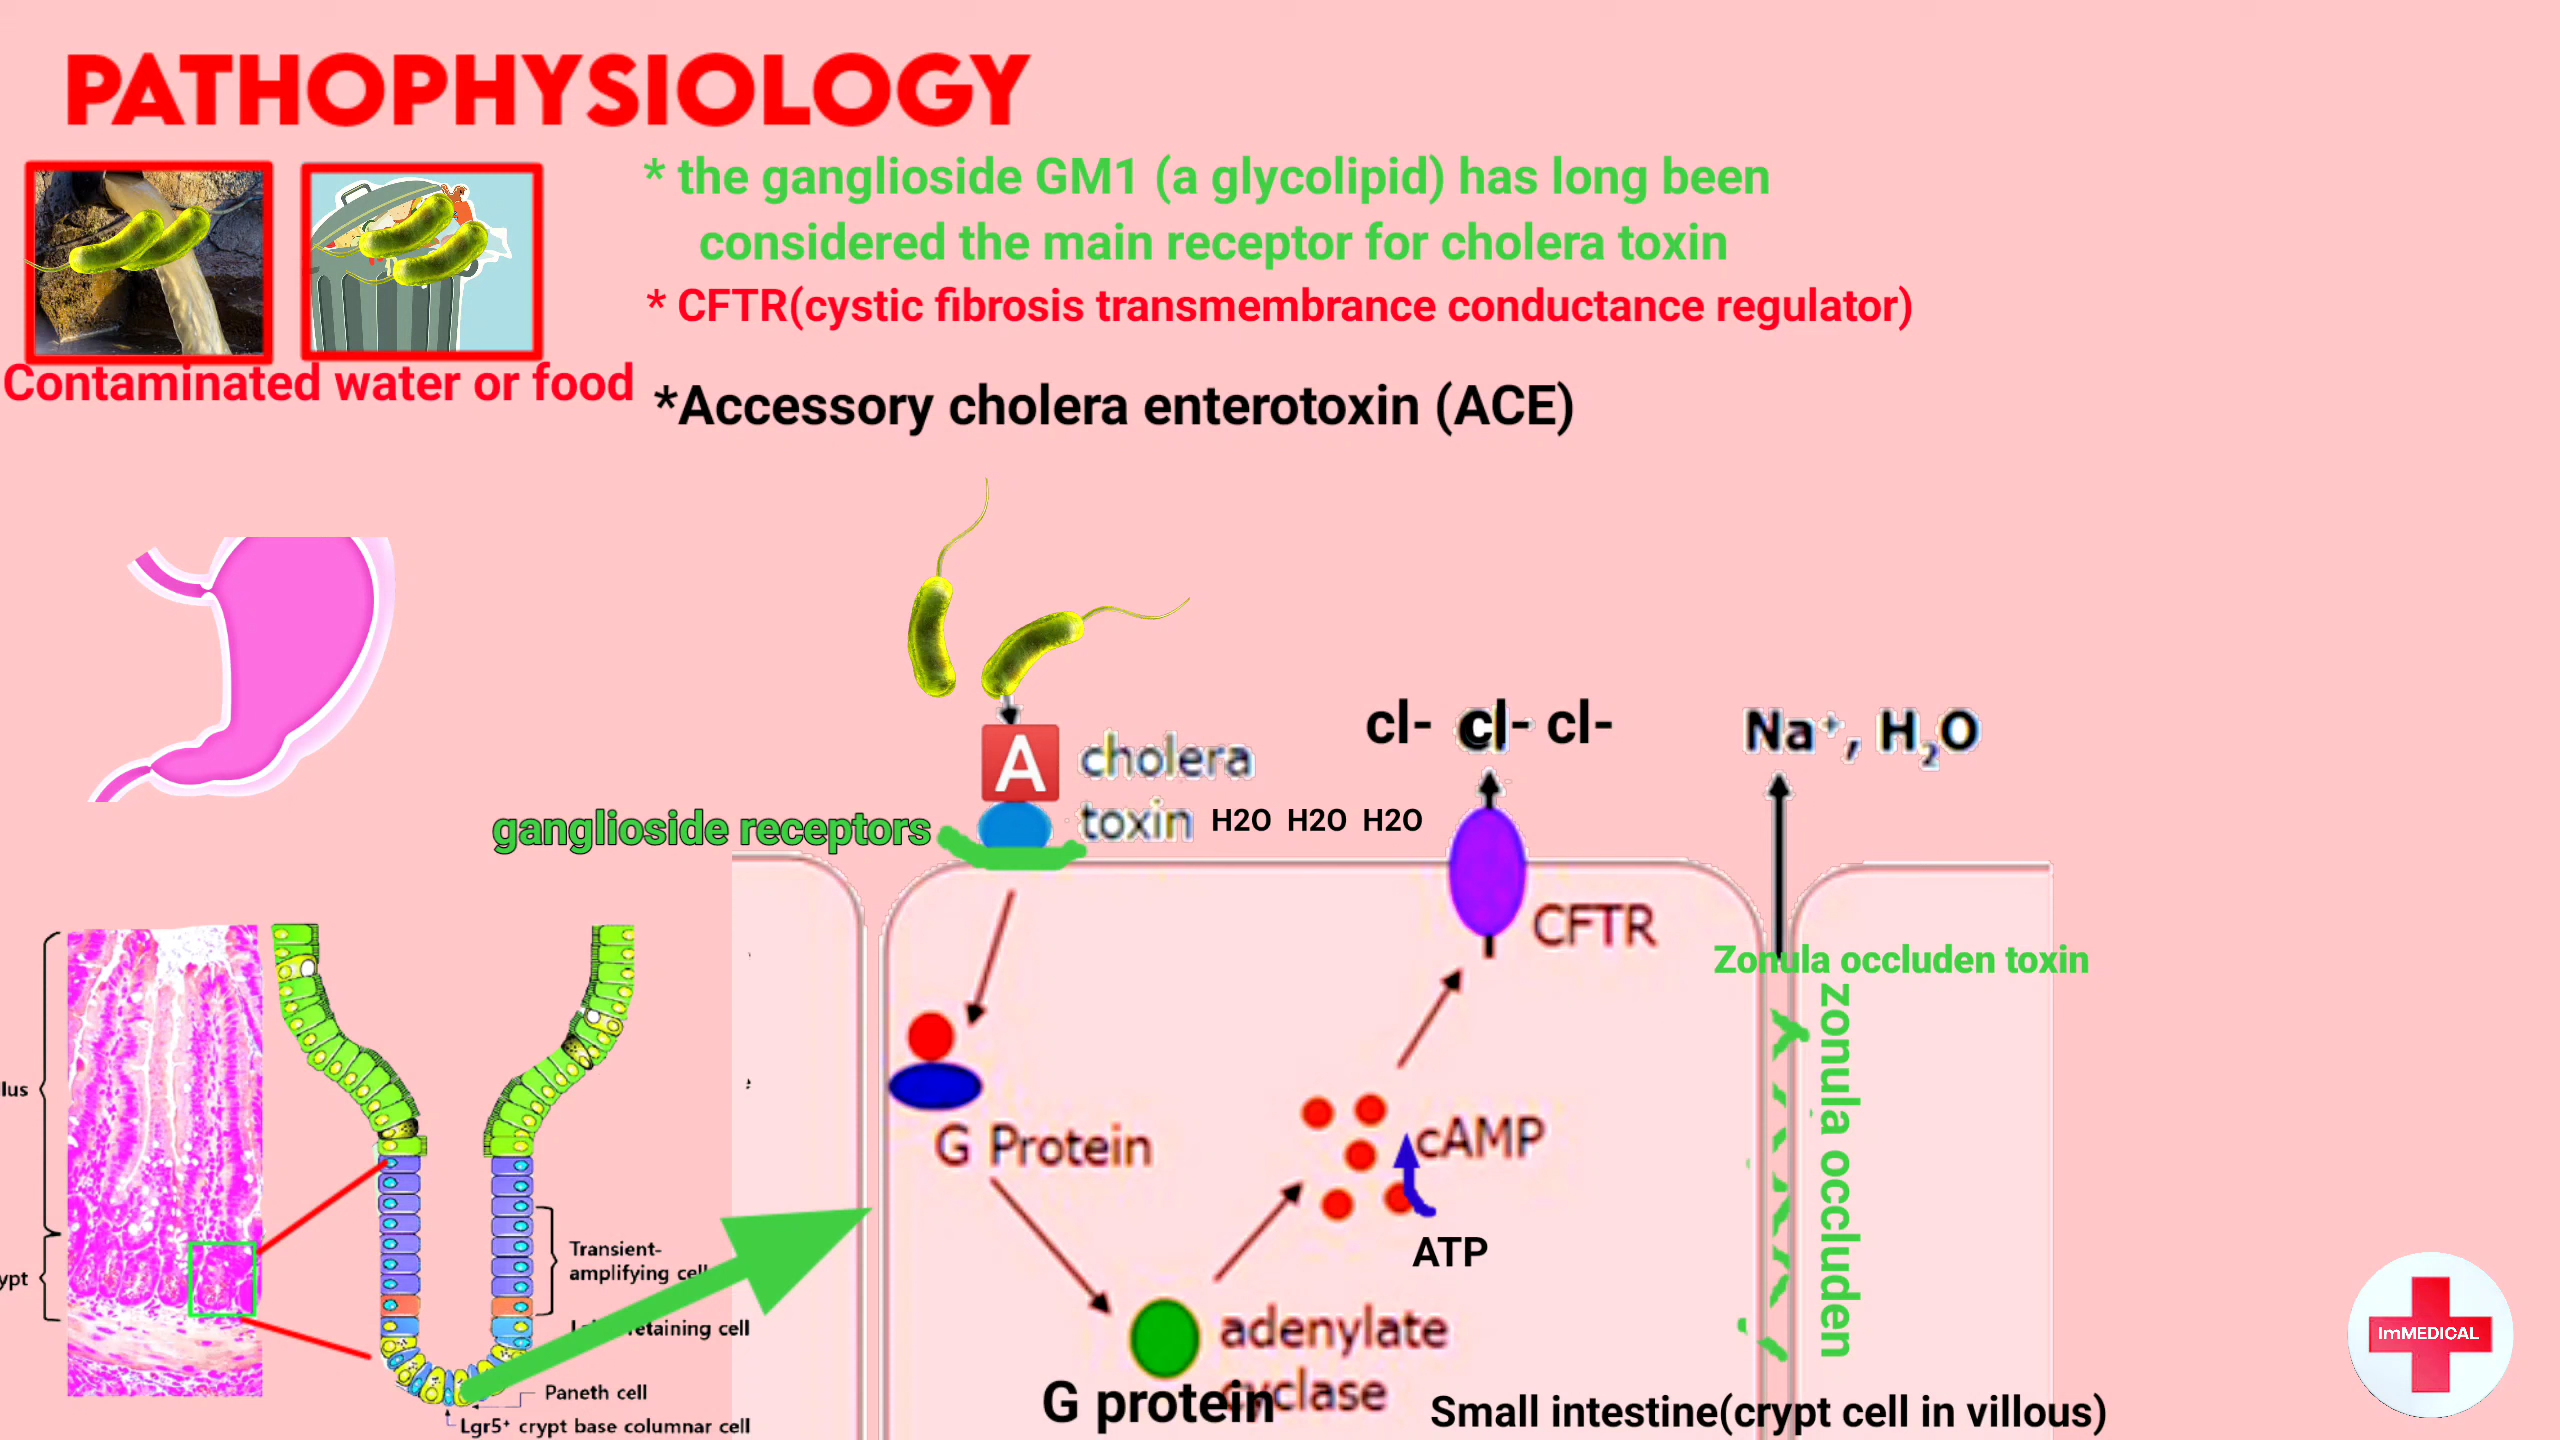 PATHOPHYSIOLOGY
* the ganglioside GM1 (a glycolipid) has long been
considered the main receptor for cholera toxin
* CFTR(cystic fibrosis transmembrance conductance regulator)
Contaminated water or food
*Accessory cholera enterotoxin (ACE)
A
cholera
toxin
H2O H2O H2O
cl- cl- cl-
Na⁺, H₂O
ganglioside receptors
CFTR
Zonula occluden toxin
zonula occluden
G Protein
cAMP
ATP
adenylate
cyclase
G protein
Small intestine(crypt cell in villous)
lus
ypt
Transient-
amplifying cell
etaining cell
Paneth cell
Lgr5⁺ crypt base columnar cell
ImMEDICAL